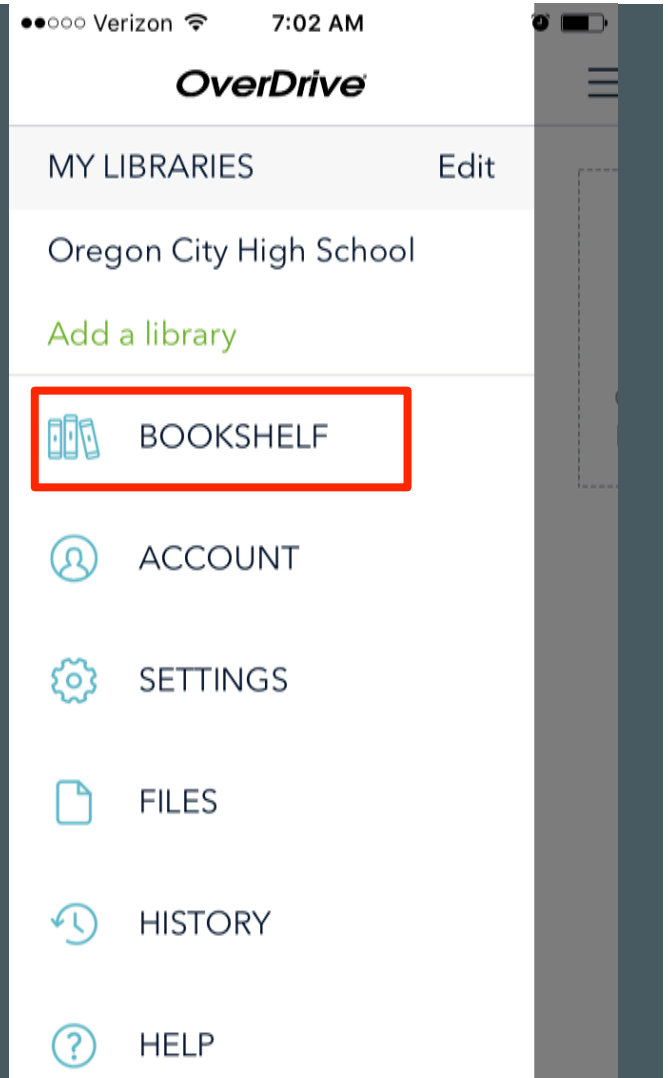 Verizon 7:02 AM
OverDrive
MY LIBRARIES Edit
Oregon City High School
Add a library
BOOKSHELF
ACCOUNT
SETTINGS
FILES
HISTORY
HELP